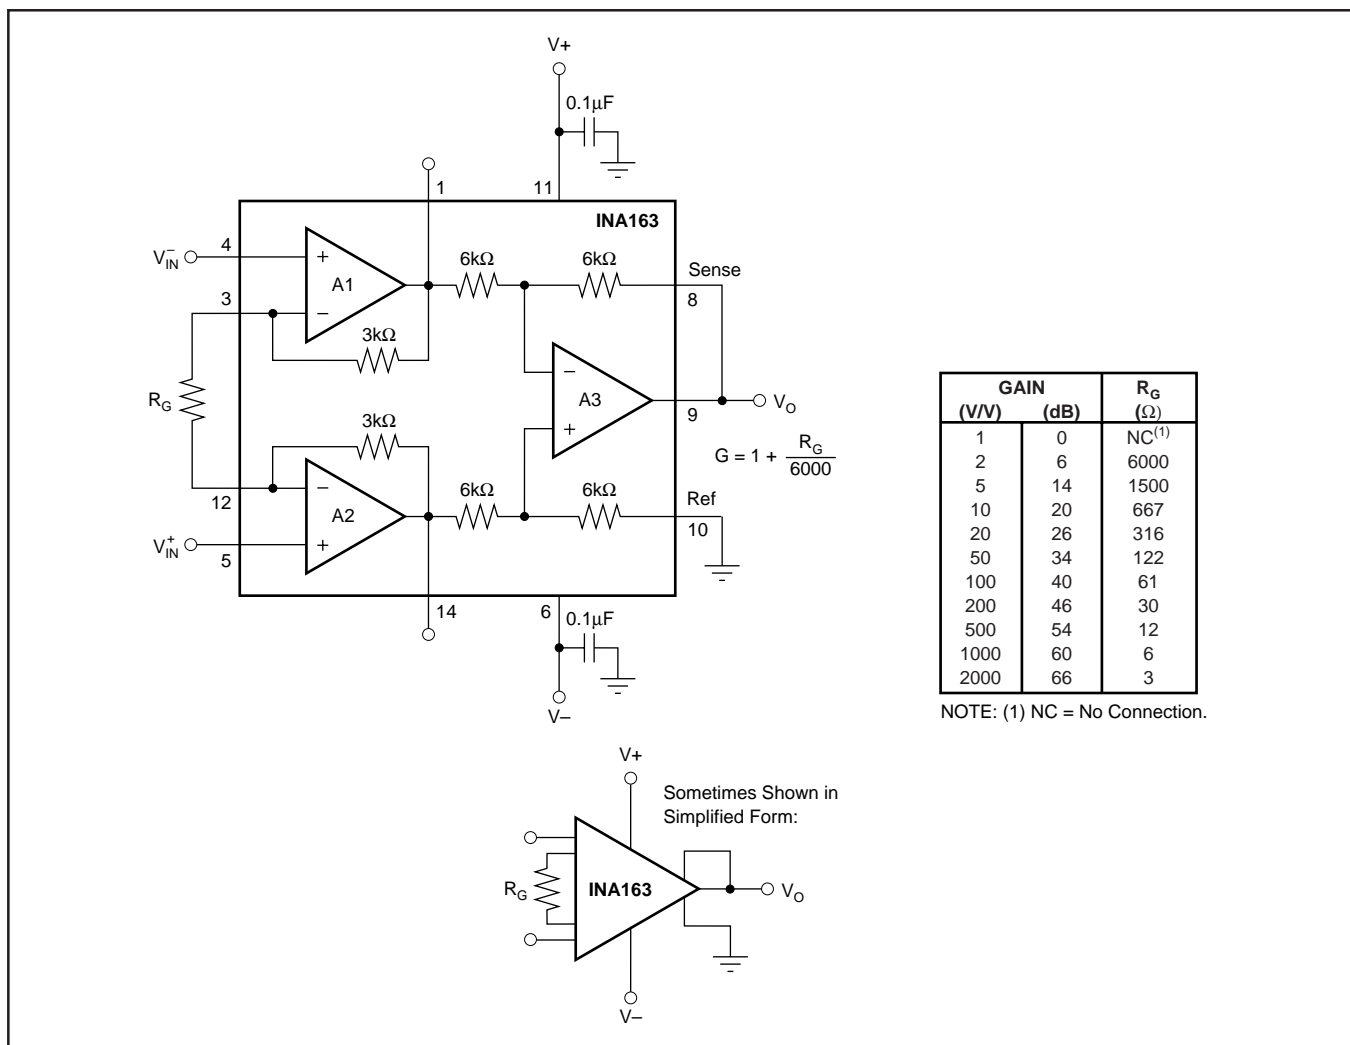 V+
0.1μF
1
11
INA163
V–IN
4
+
A1
6kΩ
6kΩ
Sense
8
3
–
3kΩ
RG
–
A3
+
9
VO
G = 1 + RG/6000
3kΩ
12
–
A2
+
6kΩ
6kΩ
Ref
10
V+IN
5
14
6
0.1μF
V–
GAIN RG
(V/V) (dB) (Ω)
1 0 NC(1)
2 6 6000
5 14 1500
10 20 667
20 26 316
50 34 122
100 40 61
200 46 30
500 54 12
1000 60 6
2000 66 3
NOTE: (1) NC = No Connection.
V+
Sometimes Shown in
Simplified Form:
RG
INA163
VO
V–